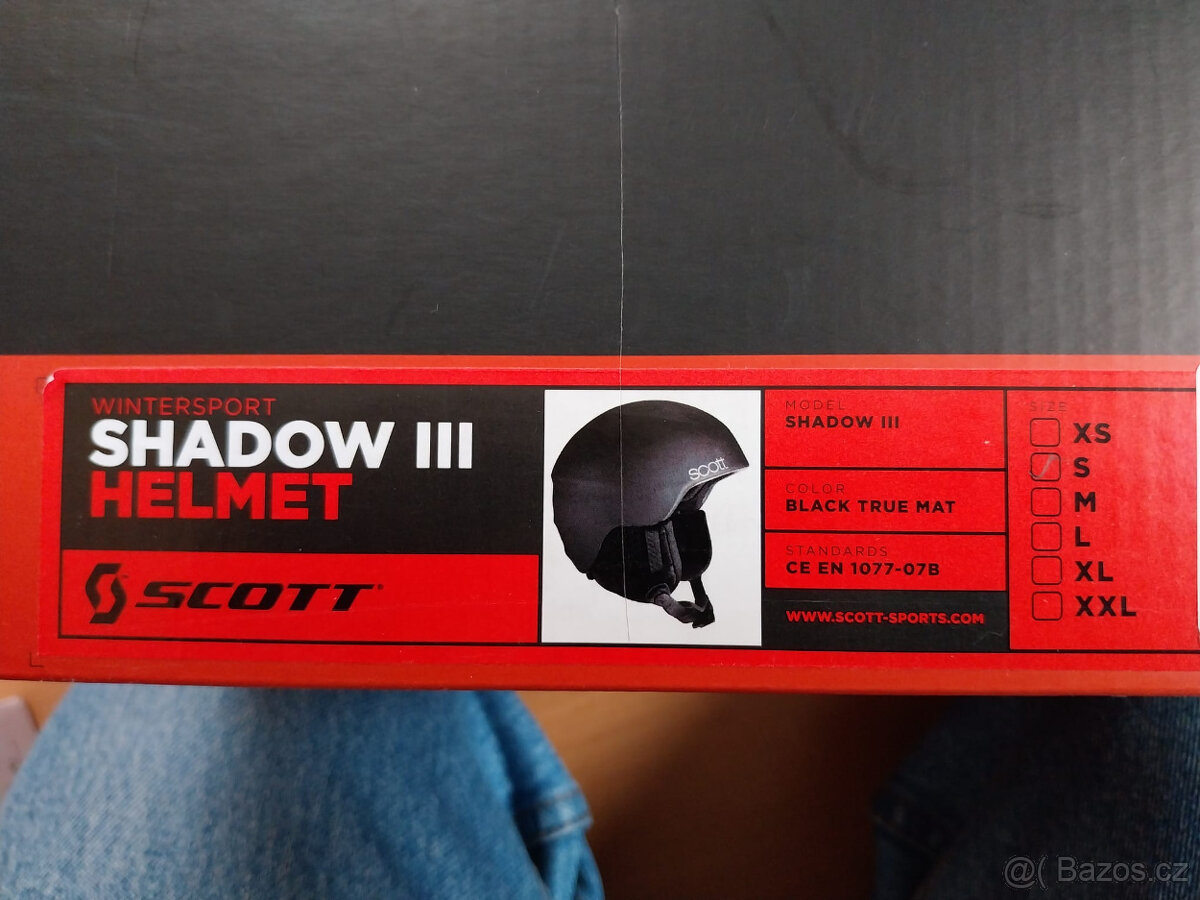 WINTERSPORT
SHADOW III
HELMET
SCOTT
scott
MODEL
SHADOW III
COLOR
BLACK TRUE MAT
STANDARDS
CE EN 1077-07B
WWW.SCOTT-SPORTS.COM
SIZE
XS
S
M
L
XL
XXL
@( Bazos.cz